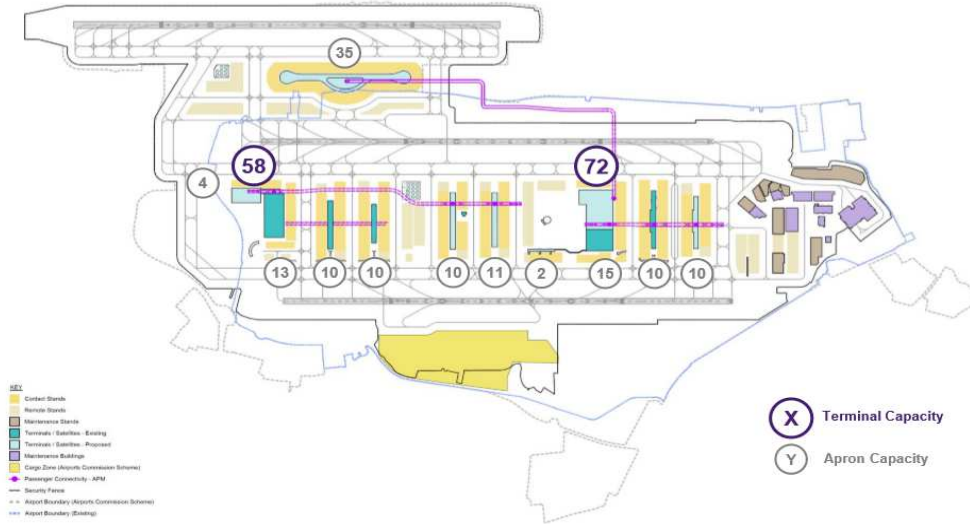 35
58
72
4
13
10
10
10
11
2
15
10
10
KEY
Contact Stands
Remote Stands
Maintenance Stands
Terminals / Satellites - Existing
Terminals / Satellites - Proposed
Maintenance Buildings
Cargo Zone (Airports Commission Scheme)
Passenger Connectivity - APM
Security Fence
Airport Boundary (Airports Commission Scheme)
Airport Boundary (Existing)
X Terminal Capacity
Y Apron Capacity